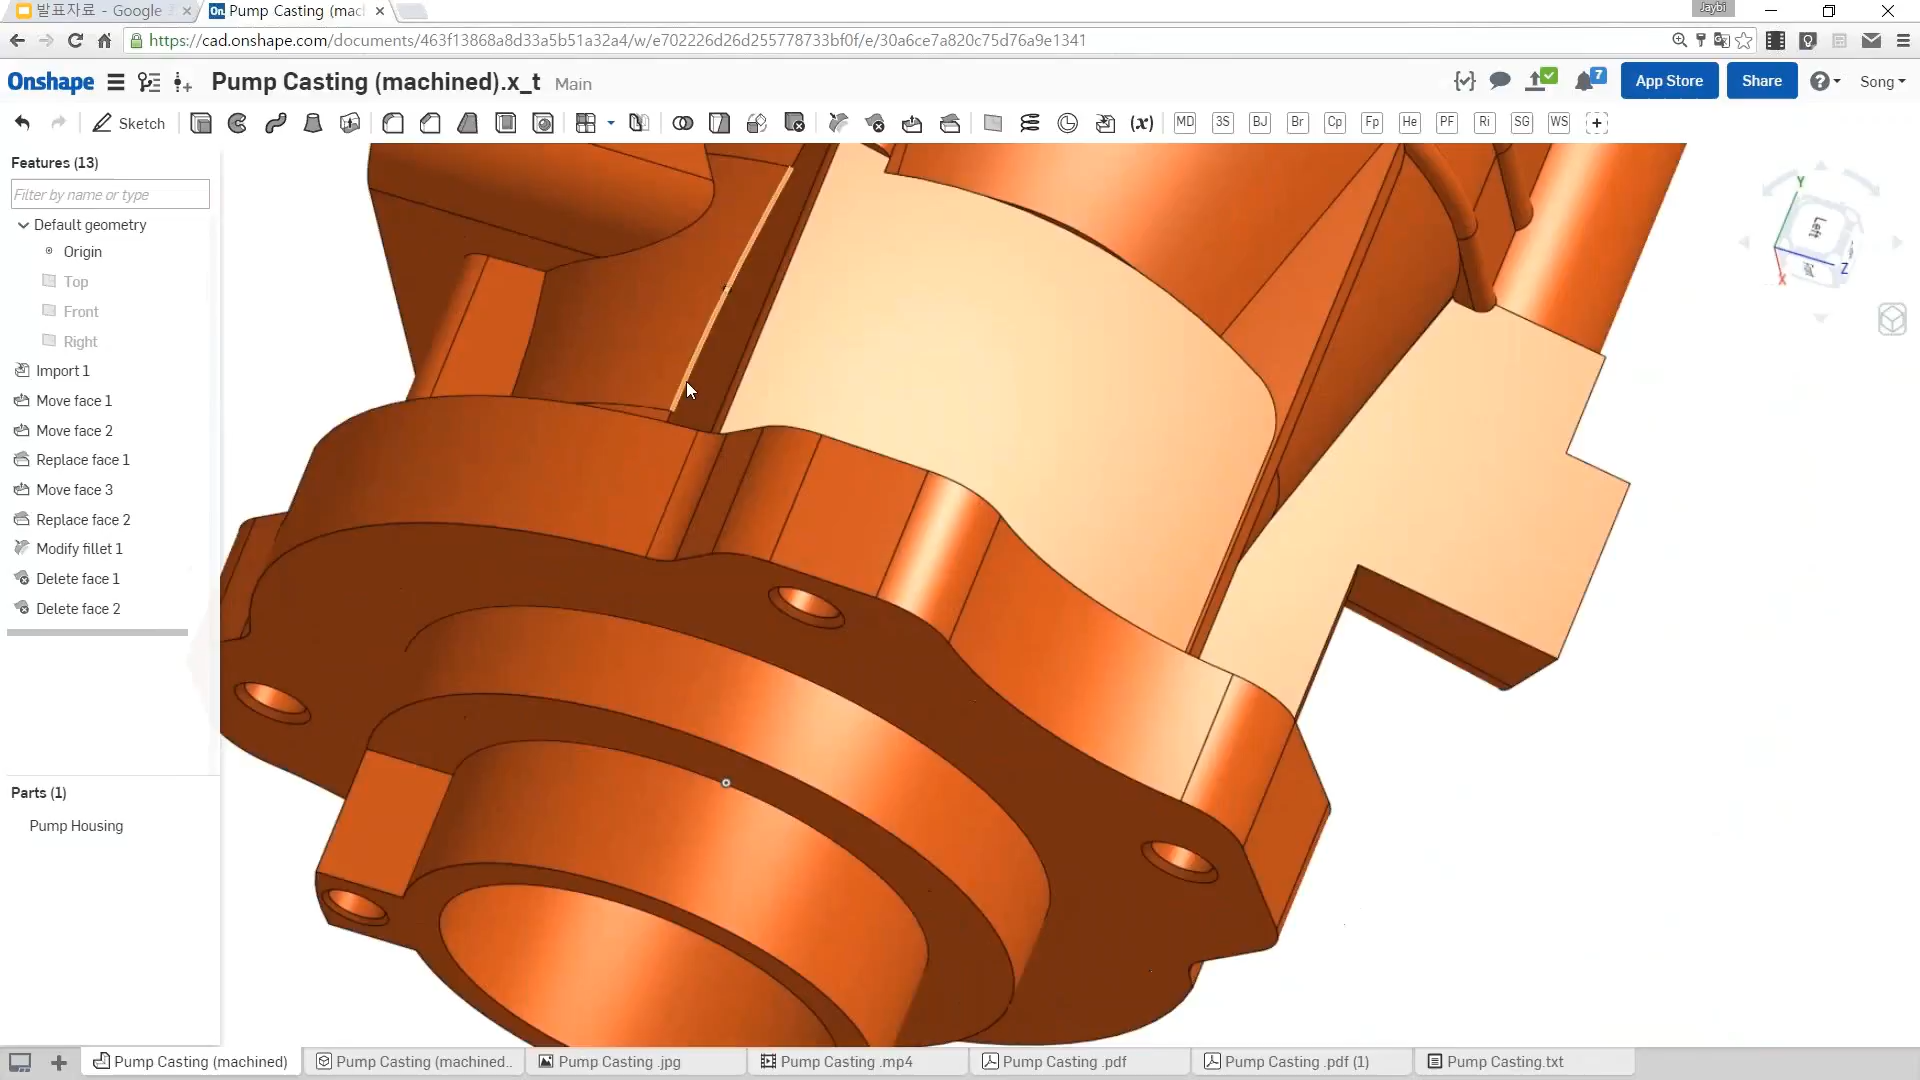 발표자료 - Google
Pump Casting (mac
Jaybi
https://cad.onshape.com/documents/463f13868a8d33a5b51a32a4/w/e702226d26d255778733bf0f/e/30a6ce7a820c75d76a9e1341
Onshape
Pump Casting (machined).x_t Main
7
App Store
Share
Song
Sketch
(x)
MD
3S
BJ
Br
Cp
Fp
He
PF
Ri
SG
WS
Features (13)
Filter by name or type
Default geometry
Origin
Top
Front
Right
Import 1
Move face 1
Move face 2
Replace face 1
Move face 3
Replace face 2
Modify fillet 1
Delete face 1
Delete face 2
Parts (1)
Pump Housing
Y
Left
Z
X
Pump Casting (machined)
Pump Casting (machined..
Pump Casting .jpg
Pump Casting .mp4
Pump Casting .pdf
Pump Casting .pdf (1)
Pump Casting.txt